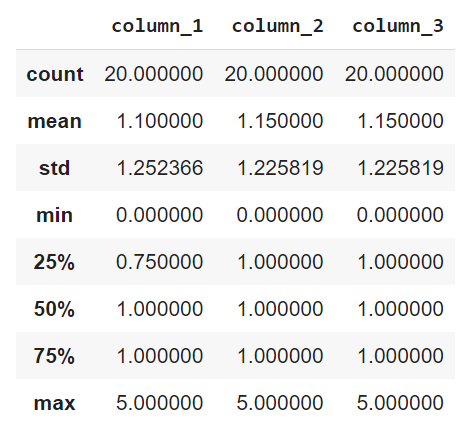 column_1 column_2 column_3
count 20.000000 20.000000 20.000000
mean 1.100000 1.150000 1.150000
std 1.252366 1.225819 1.225819
min 0.000000 0.000000 0.000000
25% 0.750000 1.000000 1.000000
50% 1.000000 1.000000 1.000000
75% 1.000000 1.000000 1.000000
max 5.000000 5.000000 5.000000